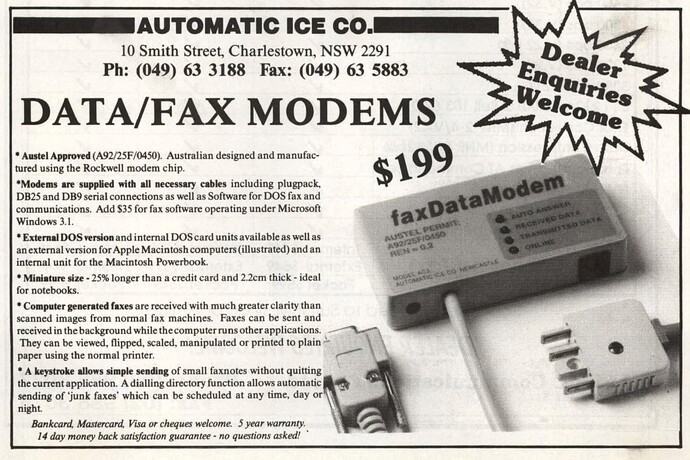 AUTOMATIC ICE CO.
10 Smith Street, Charlestown, NSW 2291
Ph: (049) 63 3188 Fax: (049) 63 5883
Dealer
Enquiries
Welcome
DATA/FAX MODEMS
$199
* Austel Approved (A92/25F/0450). Australian designed and manufac-
tured using the Rockwell modem chip.
*Modems are supplied with all necessary cables including plugpack,
DB25 and DB9 serial connections as well as Software for DOS fax and
communications. Add $35 for fax software operating under Microsoft
Windows 3.1.
* External DOS version and internal DOS card units available as well as
an external version for Apple Macintosh computers (illustrated) and an
internal unit for the Macintosh Powerbook.
* Miniature size - 25% longer than a credit card and 2.2cm thick - ideal
for notebooks.
* Computer generated faxes are received with much greater clarity than
scanned images from normal fax machines. Faxes can be sent and
received in the background while the computer runs other applications.
They can be viewed, flipped, scaled, manipulated or printed to plain
paper using the normal printer.
* A keystroke allows simple sending of small faxnotes without quitting
the current application. A dialling directory function allows automatic
sending of 'junk faxes' which can be scheduled at any time, day or
night.
Bankcard, Mastercard, Visa or cheques welcome. 5 year warranty.
14 day money back satisfaction guarantee - no questions asked!
faxDataModem
AUSTEL PERMIT:
A92/25F/0450
REN = 0.2
AUTO ANSWER
RECEIVED DATA
TRANSMITTED DATA
ONLINE
AUTOMATIC ICE CO. NEWCASTLE